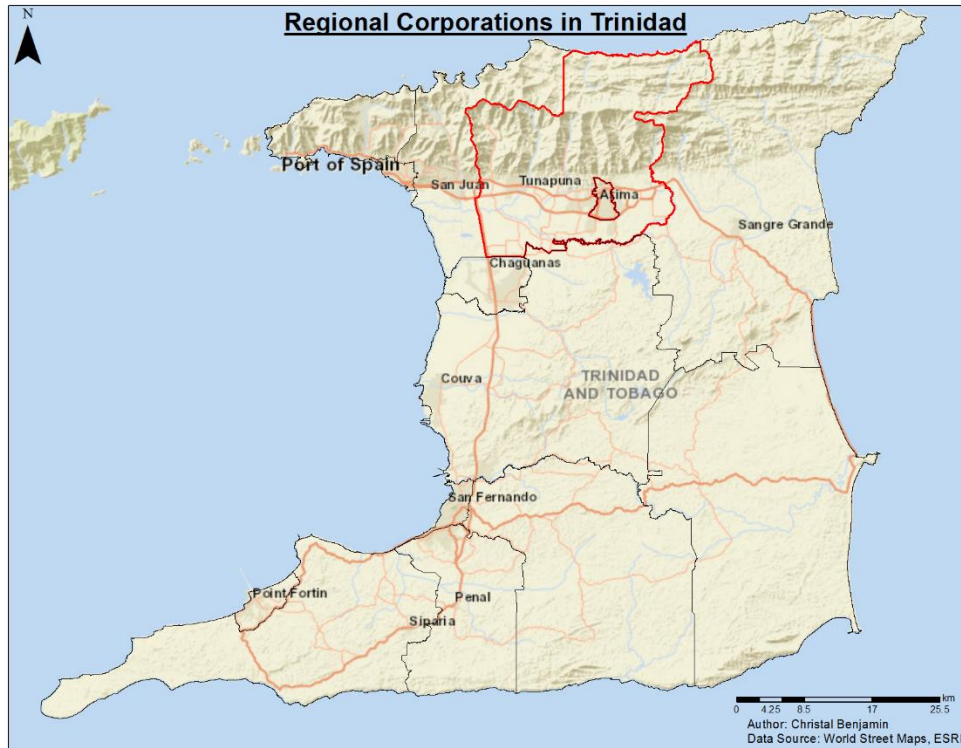 Regional Corporations in Trinidad
N
Port of Spain
San Juan
Tunapuna
Arima
Sangre Grande
Chaguanas
Couva
TRINIDAD
AND TOBAGO
San Fernando
Point Fortin
Penal
Siparia
km
0 4.25 8.5 17 25.5
Author: Christal Benjamin
Data Source: World Street Maps, ESRI